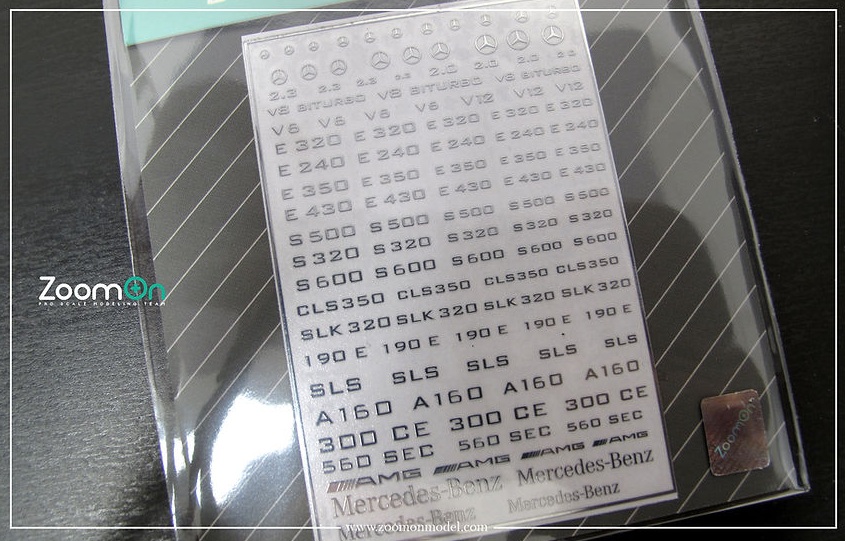 2.3 2.3 2.3 2.3 2.0 2.0 2.0 2.0
V8 BITURBO V8 BITURBO V8 BITURBO
V6 V6 V6 V6 V12 V12 V12
E 320 E 320 E 320 E 320 E 320
E 240 E 240 E 240 E 240 E 240
E 350 E 350 E 350 E 350 E 350
E 430 E 430 E 430 E 430 E 430
S 500 S 500 S 500 S 500 S 500
S 320 S 320 S 320 S 320 S 320
S 600 S 600 S 600 S 600 S 600
CLS350 CLS350 CLS350 CLS350
SLK 320 SLK 320 SLK 320 SLK 320
190 E 190 E 190 E 190 E 190 E
SLS SLS SLS SLS SLS
A160 A160 A160 A160
300 CE 300 CE 300 CE
560 SEC 560 SEC 560 SEC
AMG AMG AMG AMG
Mercedes-Benz Mercedes-Benz
Mercedes-Benz Mercedes-Benz
ZoomOn
PRO SCALE MODELING TEAM
ZoomOn
www.zoomonmodel.com